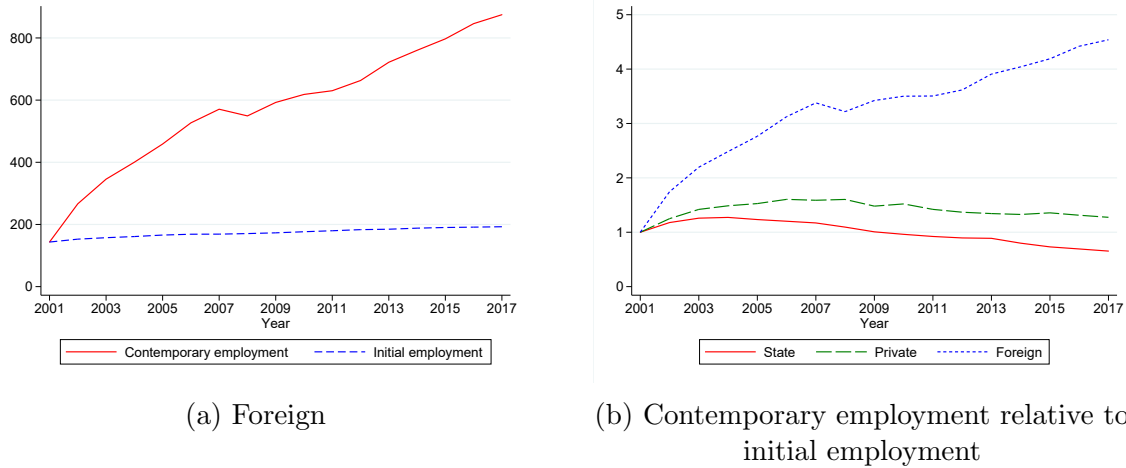 800
600
400
200
0
2001 2003 2005 2007 2009 2011 2013 2015 2017
Year
Contemporary employment Initial employment
(a) Foreign
5
4
3
2
1
0
2001 2003 2005 2007 2009 2011 2013 2015 2017
Year
State Private Foreign
(b) Contemporary employment relative to
initial employment